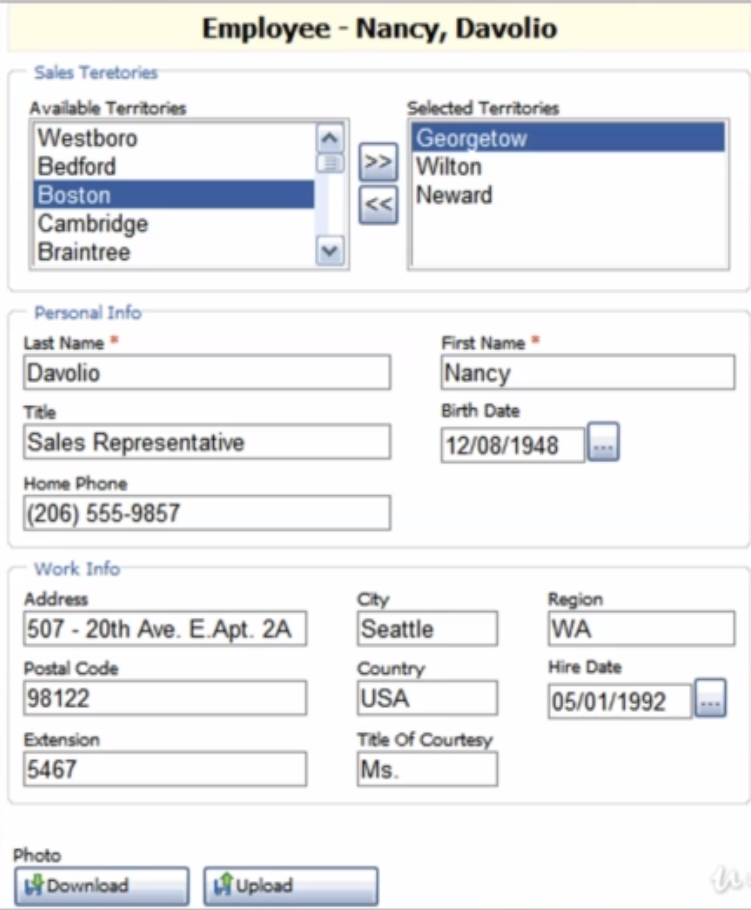 Employee - Nancy, Davolio
Sales Teretories
Available Territories
Selected Territories
Westboro
Bedford
Boston
Cambridge
Braintree
>>
<<
Georgetow
Wilton
Neward
Personal Info
Last Name *
First Name *
Davolio
Nancy
Title
Birth Date
Sales Representative
12/08/1948
...
Home Phone
(206) 555-9857
Work Info
Address
City
Region
507 - 20th Ave. E.Apt. 2A
Seattle
WA
Postal Code
Country
Hire Date
98122
USA
05/01/1992
...
Extension
Title Of Courtesy
5467
Ms.
Photo
Download
Upload